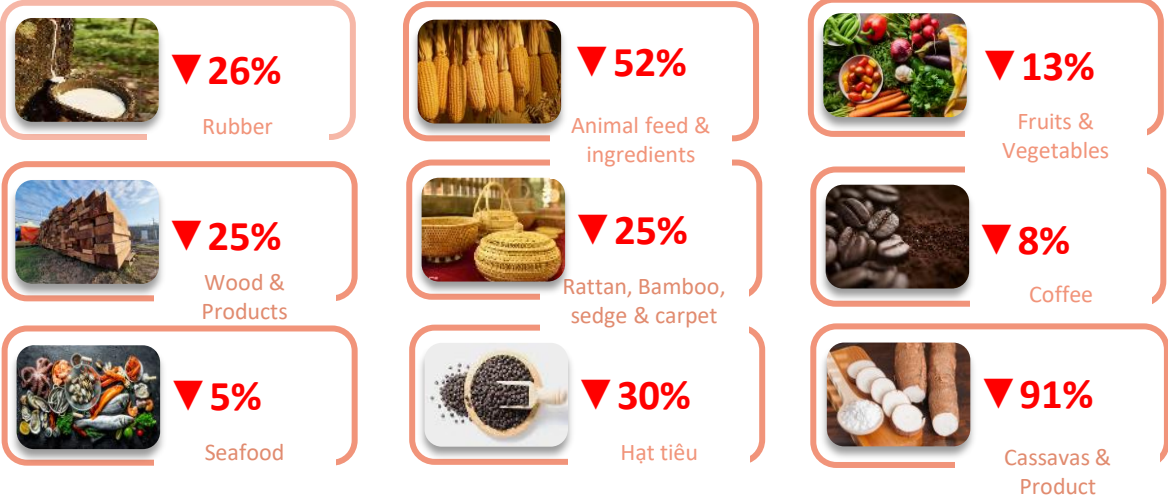 ▼26%
Rubber
▼52%
Animal feed &
ingredients
▼13%
Fruits &
Vegetables
▼25%
Wood &
Products
▼25%
Rattan, Bamboo,
sedge & carpet
▼8%
Coffee
▼5%
Seafood
▼30%
Hạt tiêu
▼91%
Cassavas &
Product